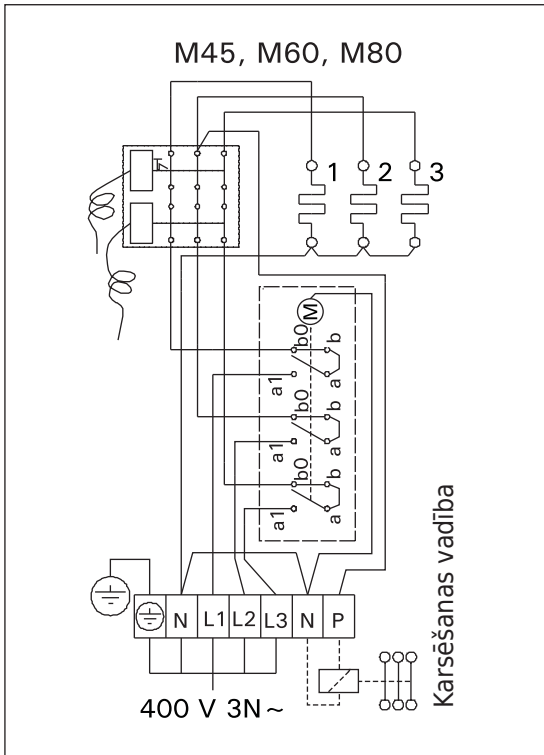 M45, M60, M80
1 2 3
M
b0 b
a1 a
b0 b
a1 a
b0 b
a1 a
N L1 L2 L3 N P
400 V 3N~
Karsēšanas vadība